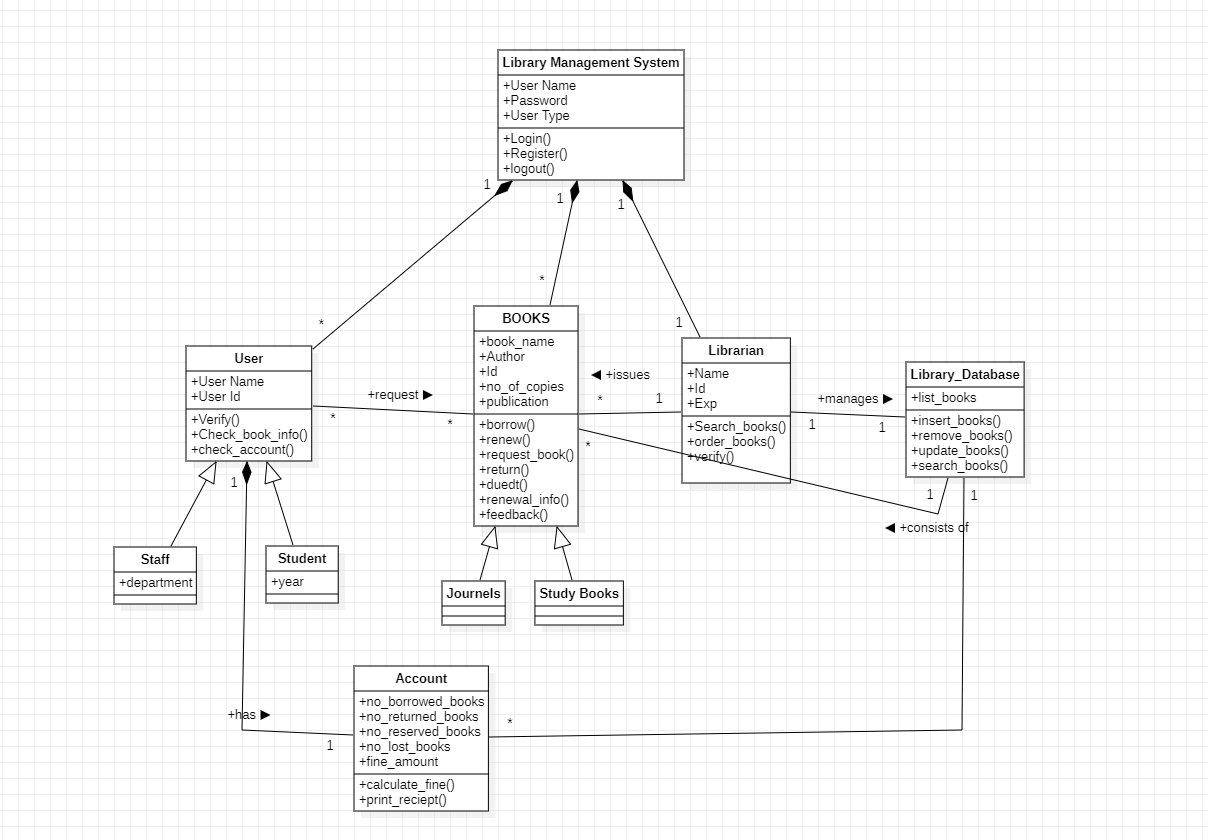 Library Management System
+User Name
+Password
+User Type
+Login()
+Register()
+logout()
1
1
1
*
*
1
User
+User Name
+User Id
+Verify()
+Check_book_info()
+check_account()
+request ▶
*
*
BOOKS
+book_name
+Author
+Id
+no_of_copies
+publication
+borrow()
+renew()
+request_book()
+return()
+duedt()
+renewal_info()
+feedback()
◀ +issues
*
1
*
Librarian
+Name
+Id
+Exp
+Search_books()
+order_books()
+verify()
+manages ▶
1
1
Library_Database
+list_books
+insert_books()
+remove_books()
+update_books()
+search_books()
1
1
◀ +consists of
1
Staff
+department
Student
+year
Journels
Study Books
+has ▶
1
Account
+no_borrowed_books
+no_returned_books
+no_reserved_books
+no_lost_books
+fine_amount
+calculate_fine()
+print_reciept()
*